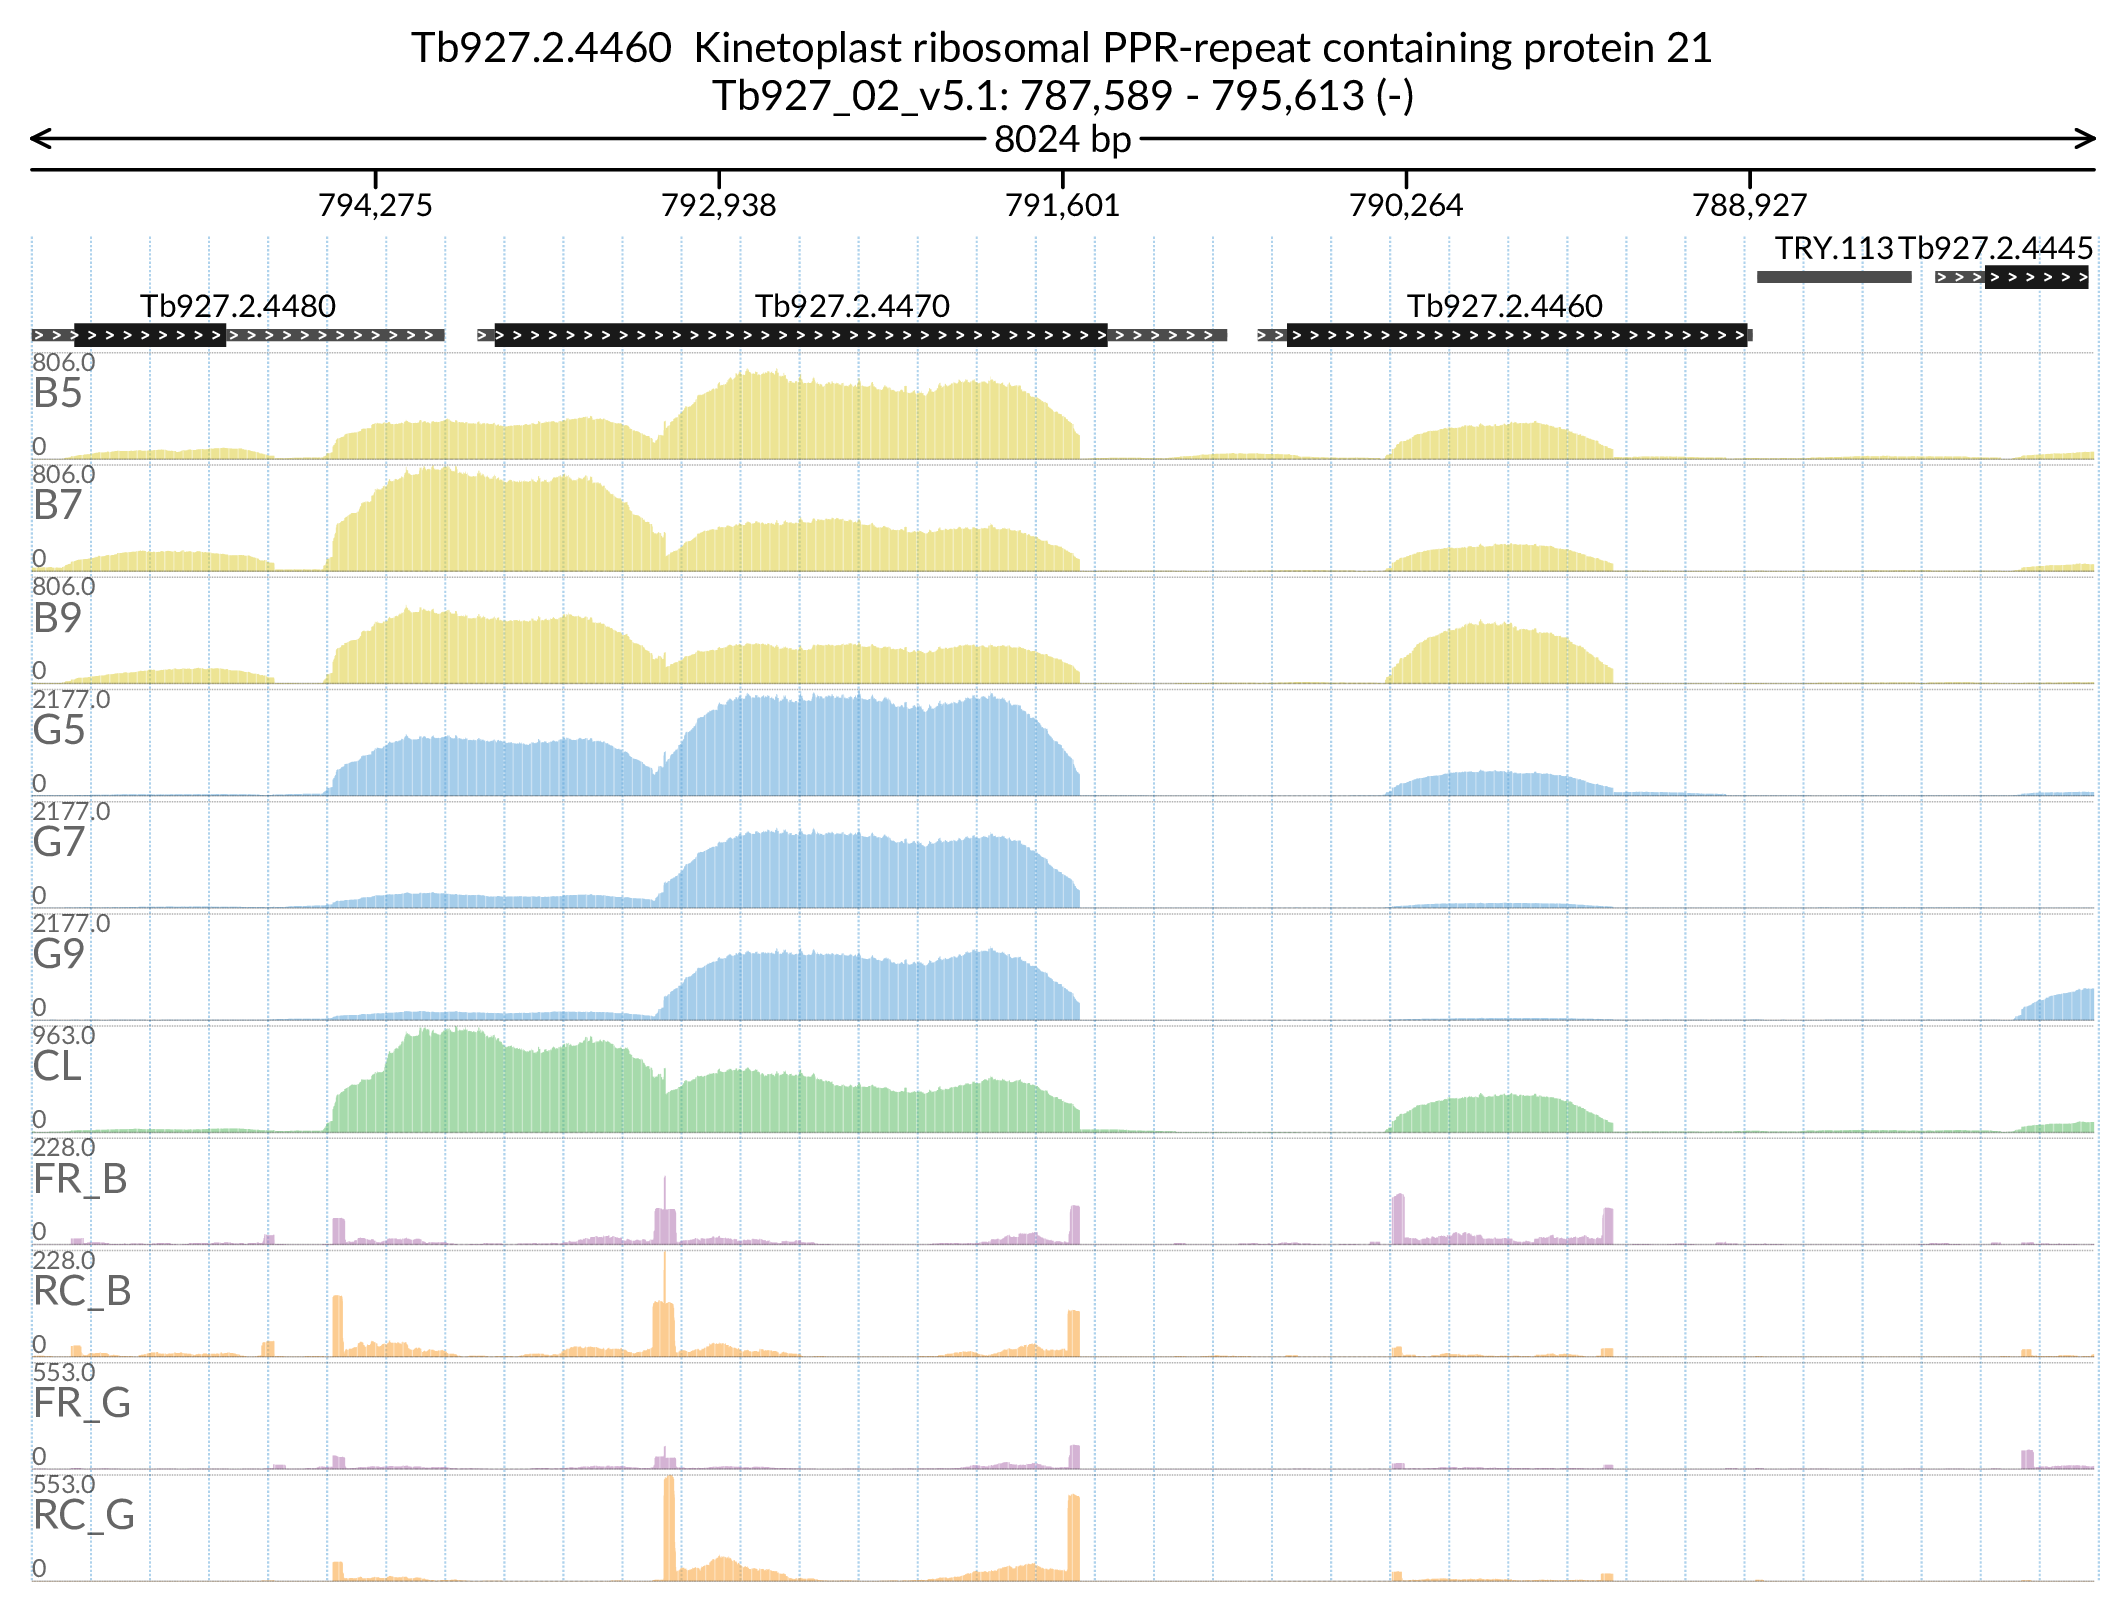 Tb927.2.4460  Kinetoplast ribosomal PPR-repeat containing protein 21
Tb927_02_v5.1: 787,589 - 795,613 (-)
8024 bp
794,275 792,938 791,601 790,264 788,927
TRY.113 Tb927.2.4445
Tb927.2.4480 Tb927.2.4470 Tb927.2.4460
806.0
B5
0
806.0
B7
0
806.0
B9
0
2177.0
G5
0
2177.0
G7
0
2177.0
G9
0
963.0
CL
0
228.0
FR_B
0
228.0
RC_B
0
553.0
FR_G
0
553.0
RC_G
0